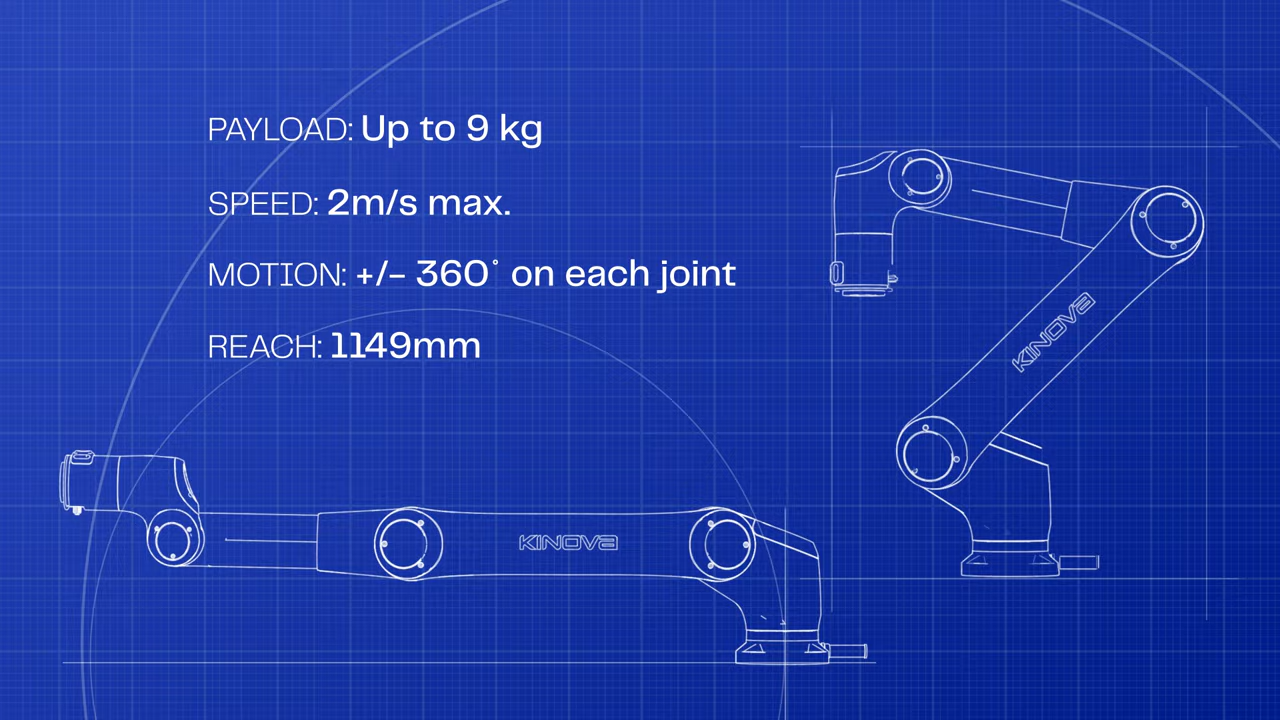 PAYLOAD: Up to 9 kg
SPEED: 2m/s max.
MOTION: +/– 360° on each joint
REACH: 1149mm
KINOVA
KINOVA